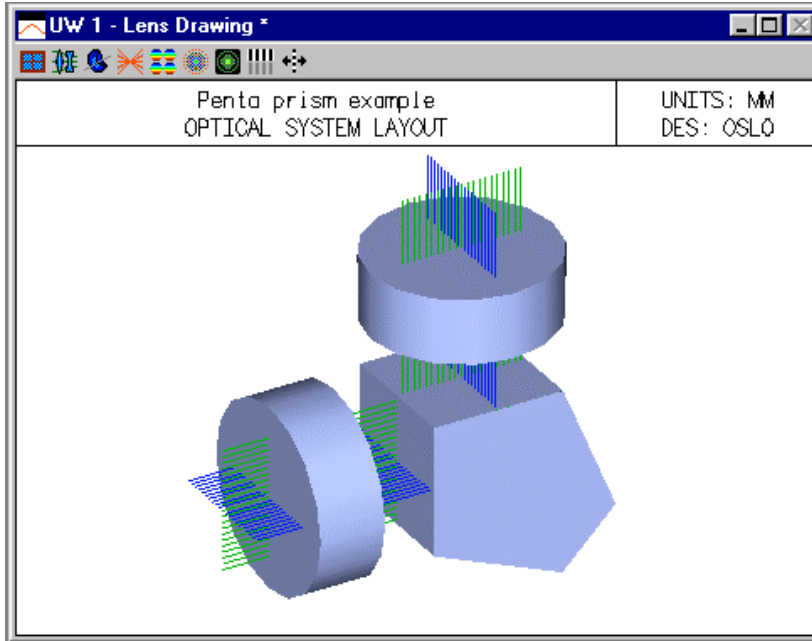 UW 1 - Lens Drawing *
Penta prism example
OPTICAL SYSTEM LAYOUT
UNITS: MM
DES: OSLO